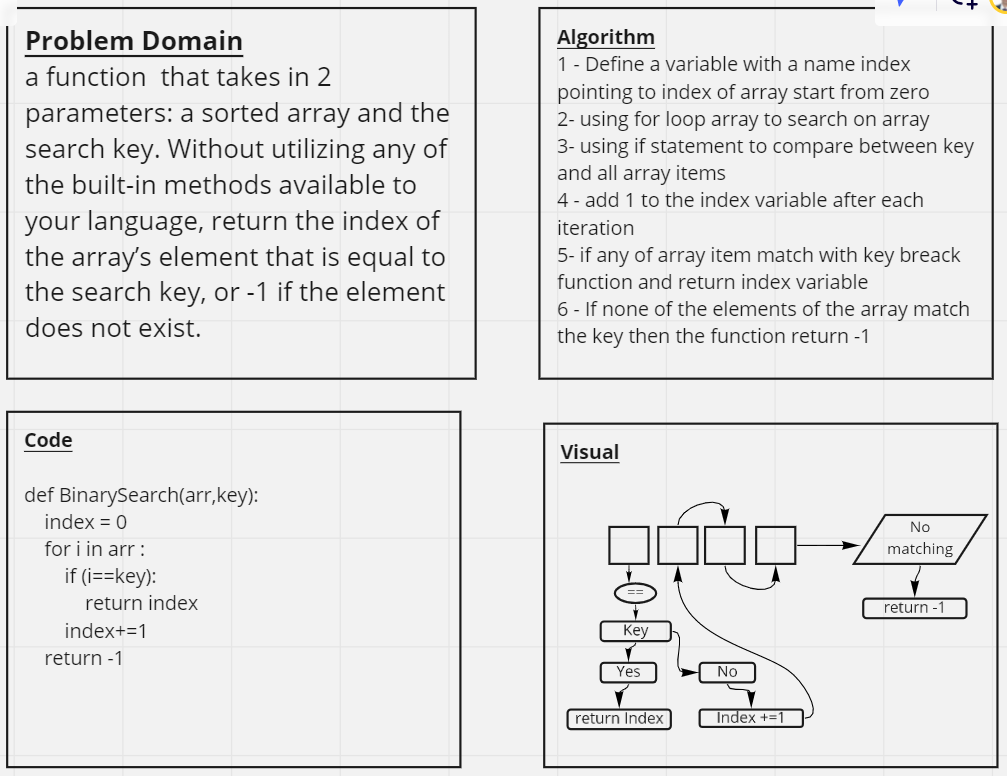 Problem Domain
a function  that takes in 2
parameters: a sorted array and the
search key. Without utilizing any of
the built-in methods available to
your language, return the index of
the array’s element that is equal to
the search key, or -1 if the element
does not exist.
Algorithm
1 - Define a variable with a name index
pointing to index of array start from zero
2- using for loop array to search on array
3- using if statement to compare between key
and all array items
4 - add 1 to the index variable after each
iteration
5- if any of array item match with key breack
function and return index variable
6 - If none of the elements of the array match
the key then the function return -1
Code
def BinarySearch(arr,key):
index = 0
for i in arr :
if (i==key):
return index
index+=1
return -1
Visual
No
matching
==
return -1
Key
Yes
No
return Index
Index +=1